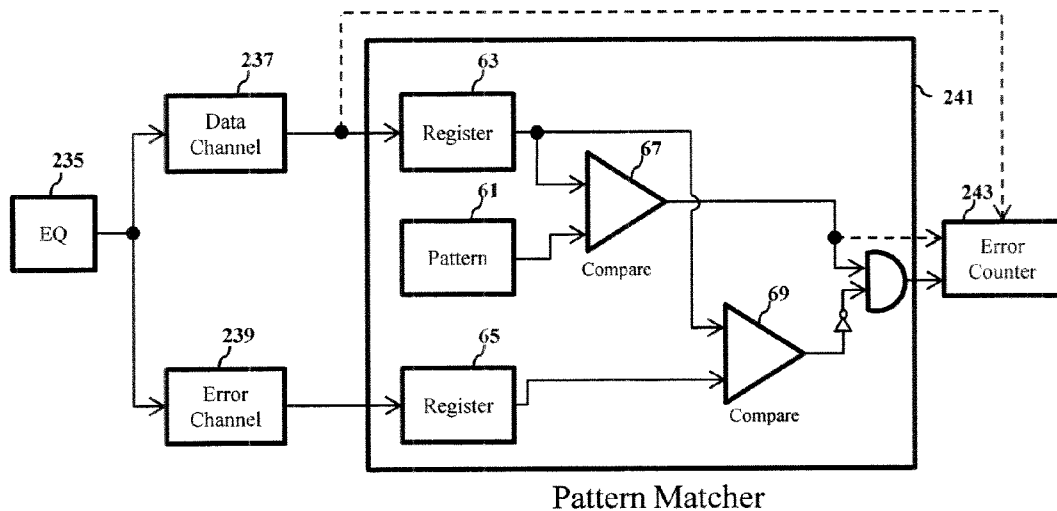 237
Data
Channel
235
EQ
239
Error
Channel
63
Register
61
Pattern
67
Compare
65
Register
69
Compare
241
243
Error
Counter
Pattern Matcher